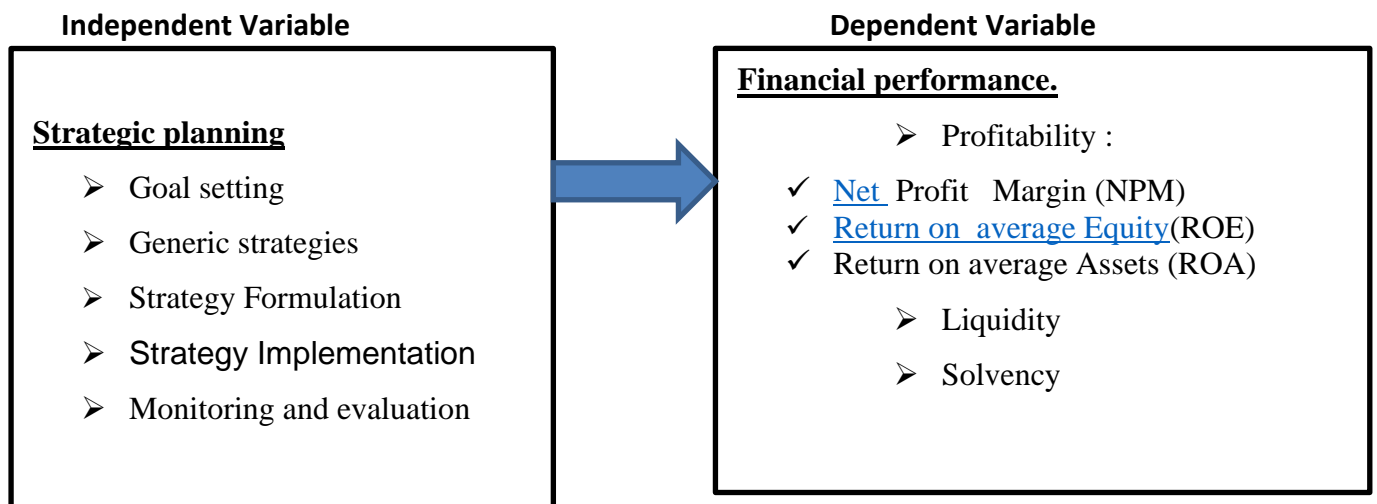 Independent Variable
Strategic planning
➢ Goal setting
➢ Generic strategies
➢ Strategy Formulation
➢ Strategy Implementation
➢ Monitoring and evaluation
Dependent Variable
Financial performance.
➢ Profitability :
✓ Net Profit Margin (NPM)
✓ Return on average Equity(ROE)
✓ Return on average Assets (ROA)
➢ Liquidity
➢ Solvency